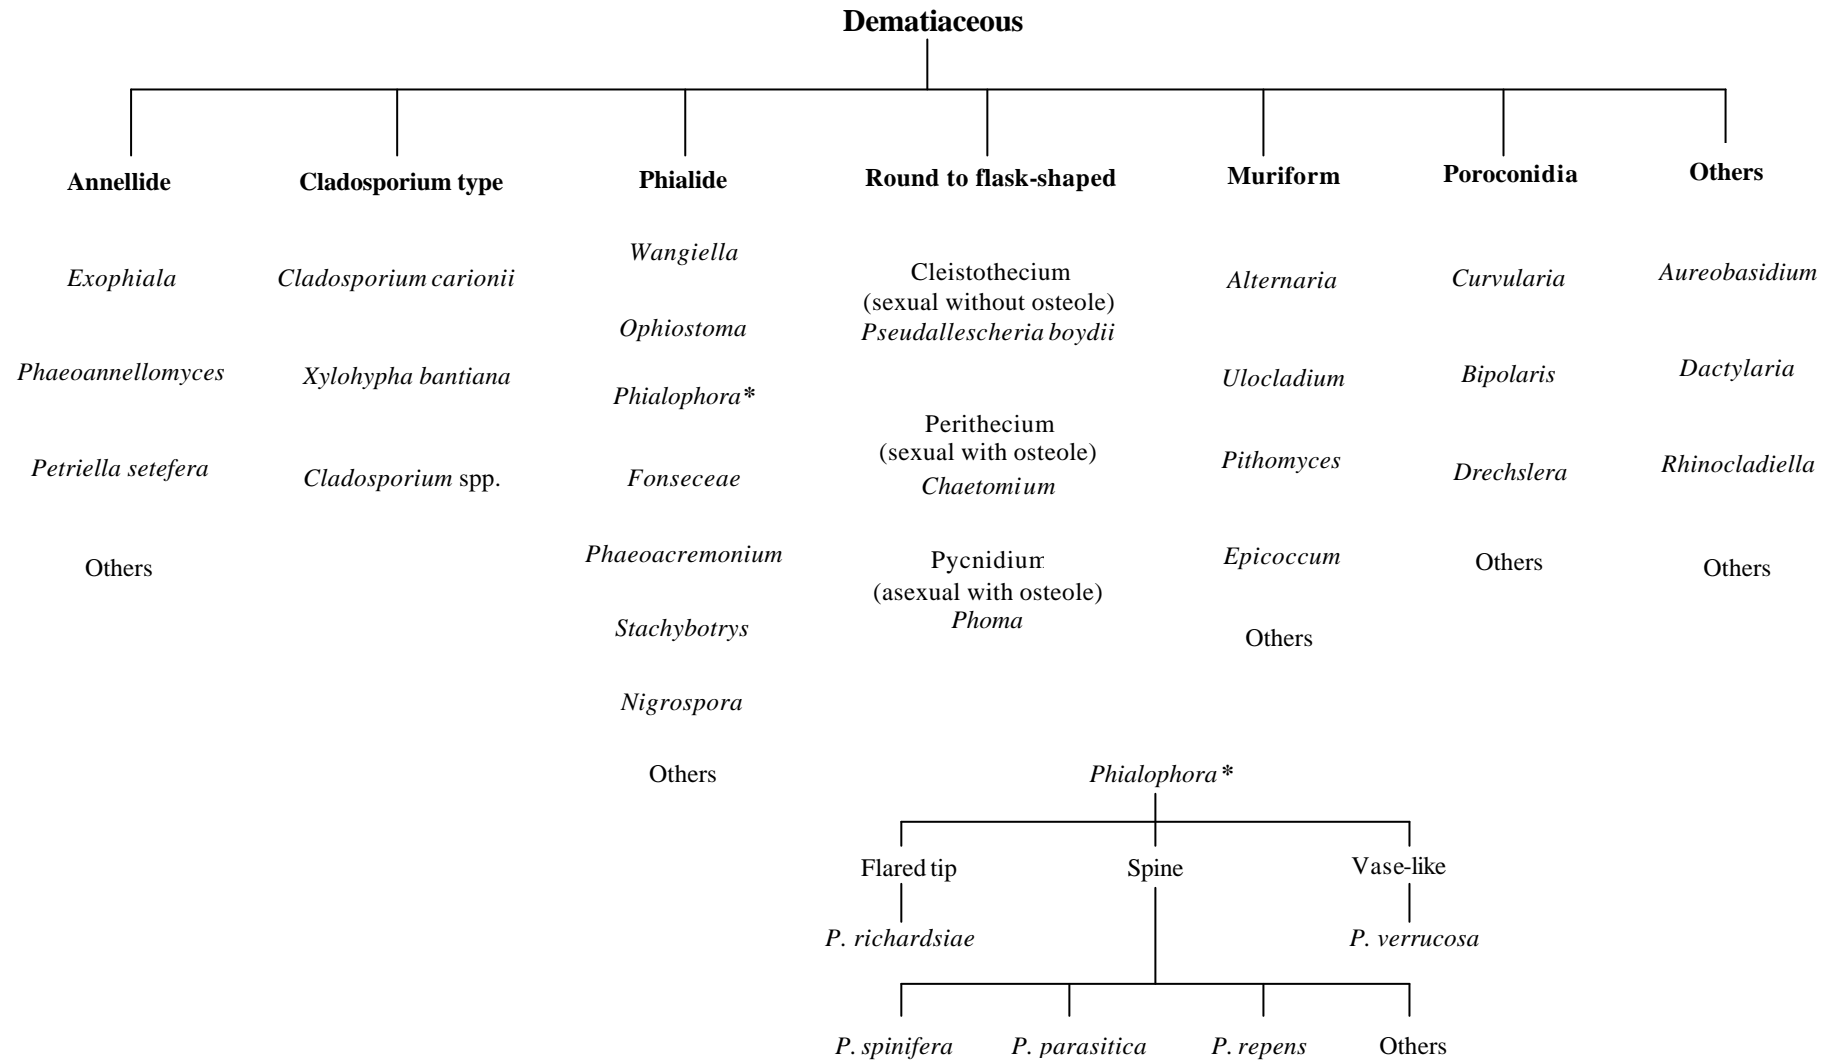 Dematiaceous
Annellide
Exophiala
Phaeoannellomyces
Petriella setefera
Others
Cladosporium type
Cladosporium carionii
Xylohypha bantiana
Cladosporium spp.
Phialide
Wangiella
Ophiostoma
Phialophora*
Fonseceae
Phaeoacremonium
Stachybotrys
Nigrospora
Others
Round to flask-shaped
Cleistothecium
(sexual without osteole)
Pseudallescheria boydii
Perithecium
(sexual with osteole)
Chaetomium
Pycnidium
(asexual with osteole)
Phoma
Muriform
Alternaria
Ulocladium
Pithomyces
Epicoccum
Others
Poroconidia
Curvularia
Bipolaris
Drechslera
Others
Others
Aureobasidium
Dactylaria
Rhinocladiella
Others
Phialophora*
Flared tip
Spine
Vase-like
P. richardsiae
P. verrucosa
P. spinifera
P. parasitica
P. repens
Others